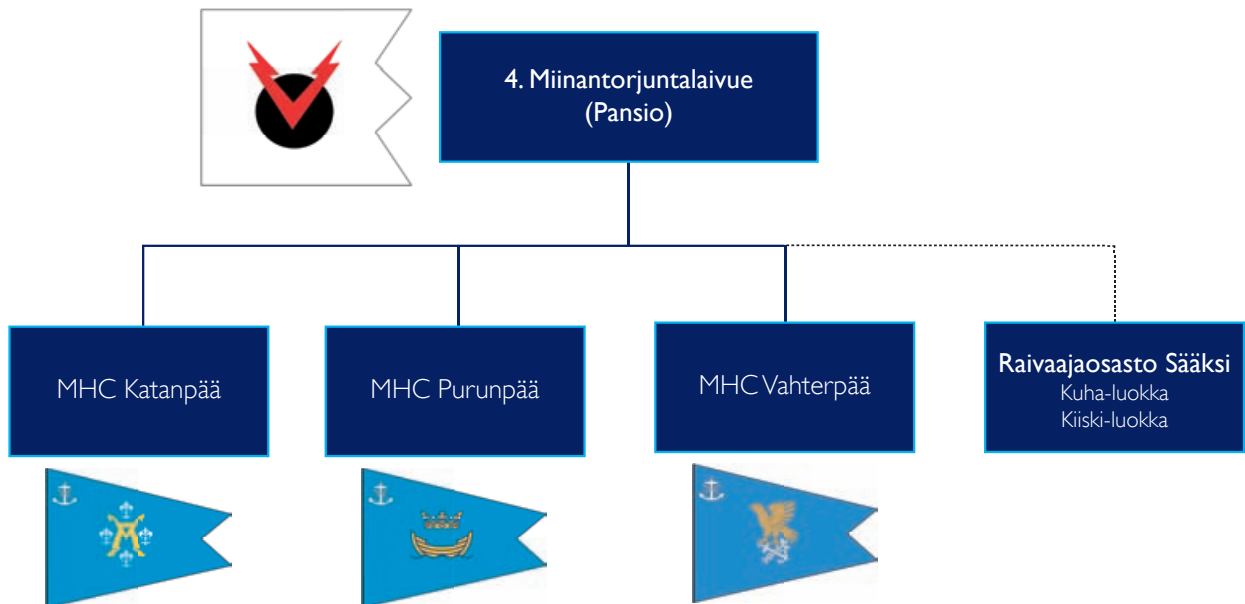 4. Miinantorjuntalaivue
(Pansio)
MHC Katanpää
MHC Purunpää
MHC Vahterpää
Raivaajaosasto Sääksi
Kuha-luokka
Kiiski-luokka